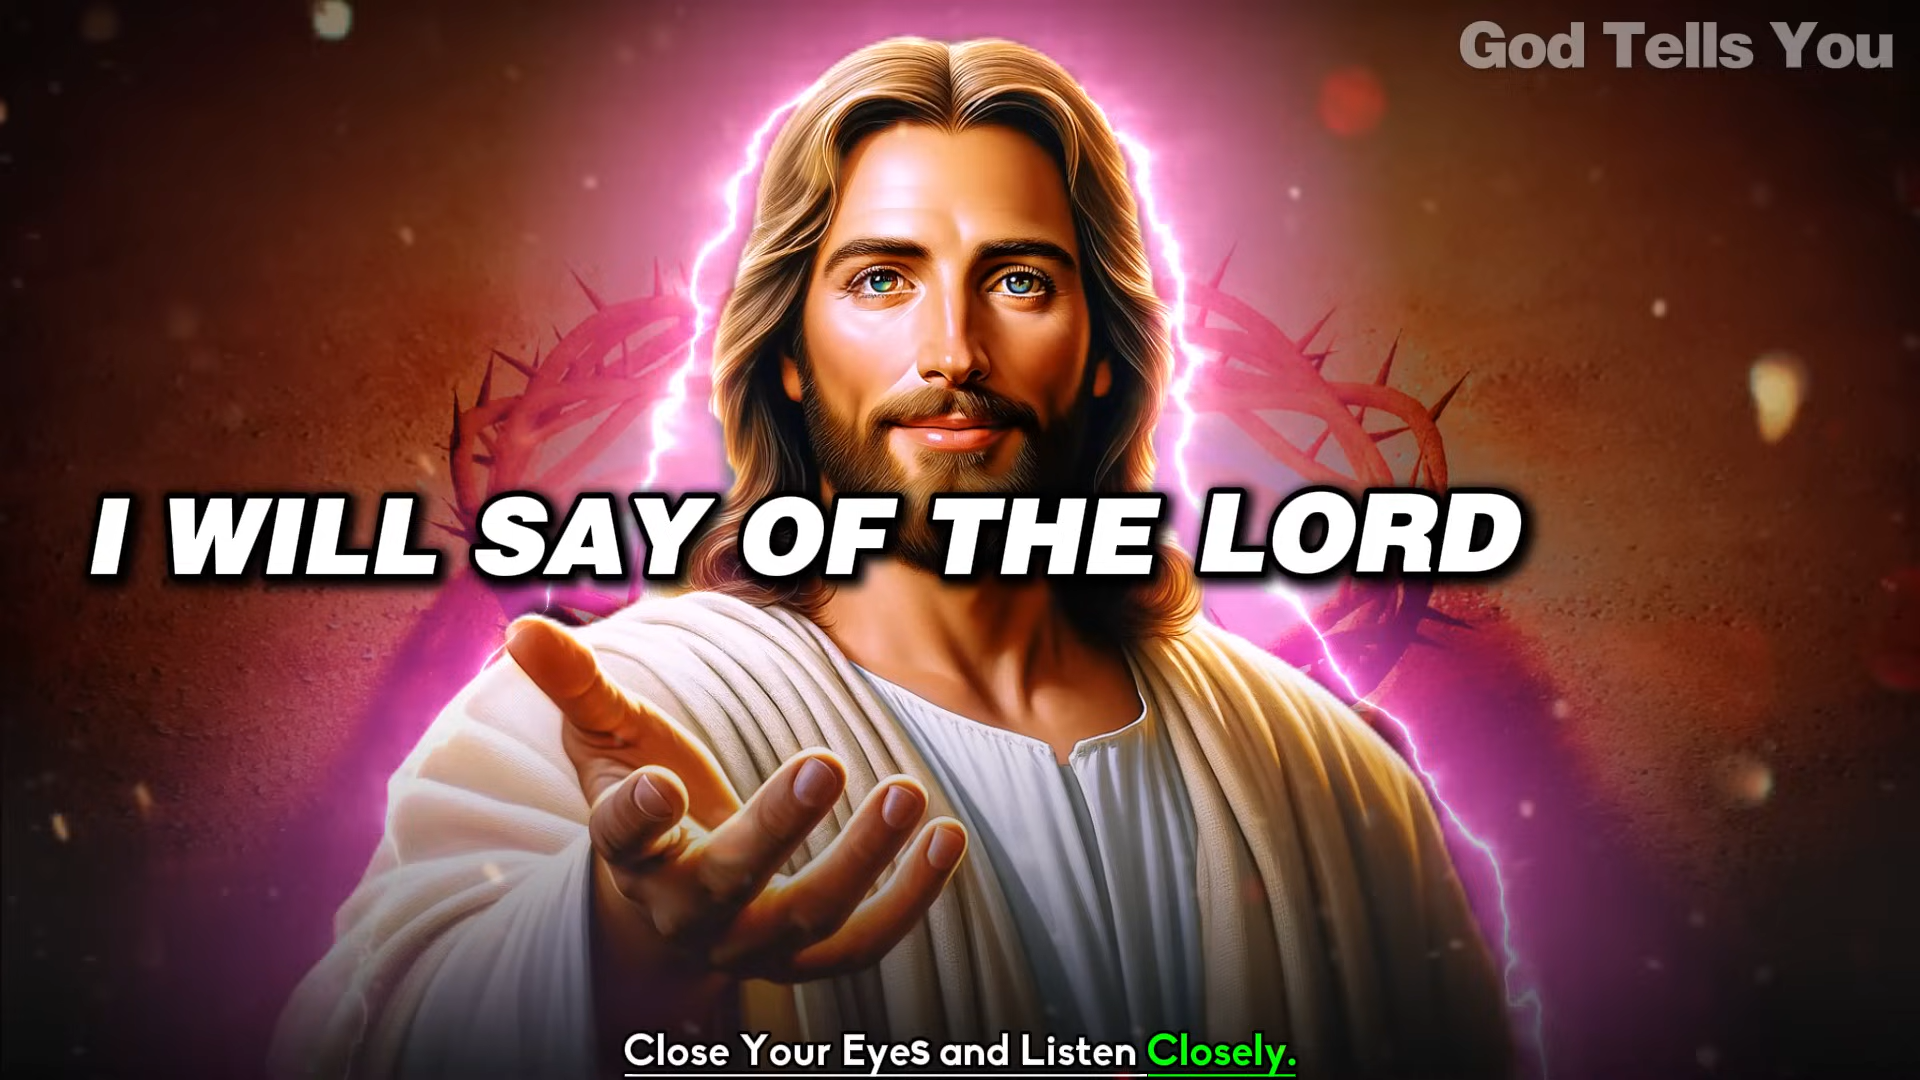 God Tells You
I WILL SAY OF THE LORD
Close Your Eyes and Listen Closely.